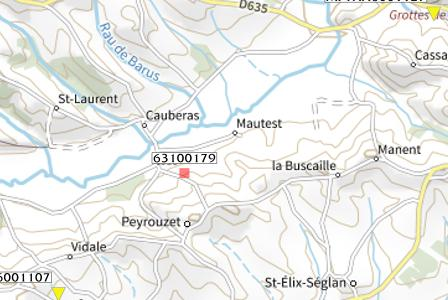 D635
Grottes de
Rau de Barus
Cassa
St-Laurent
Cauberas
Mautest
Manent
63100179
la Buscaille
Peyrouzet
Vidale
6001107
St-Élix-Séglan